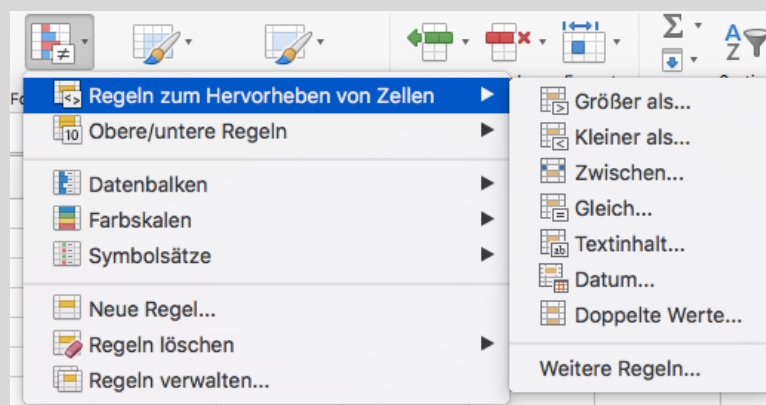 Regeln zum Hervorheben von Zellen
Obere/untere Regeln
Datenbalken
Farbskalen
Symbolsätze
Neue Regel...
Regeln löschen
Regeln verwalten...
Größer als...
Kleiner als...
Zwischen...
Gleich...
Textinhalt...
Datum...
Doppelte Werte...
Weitere Regeln...